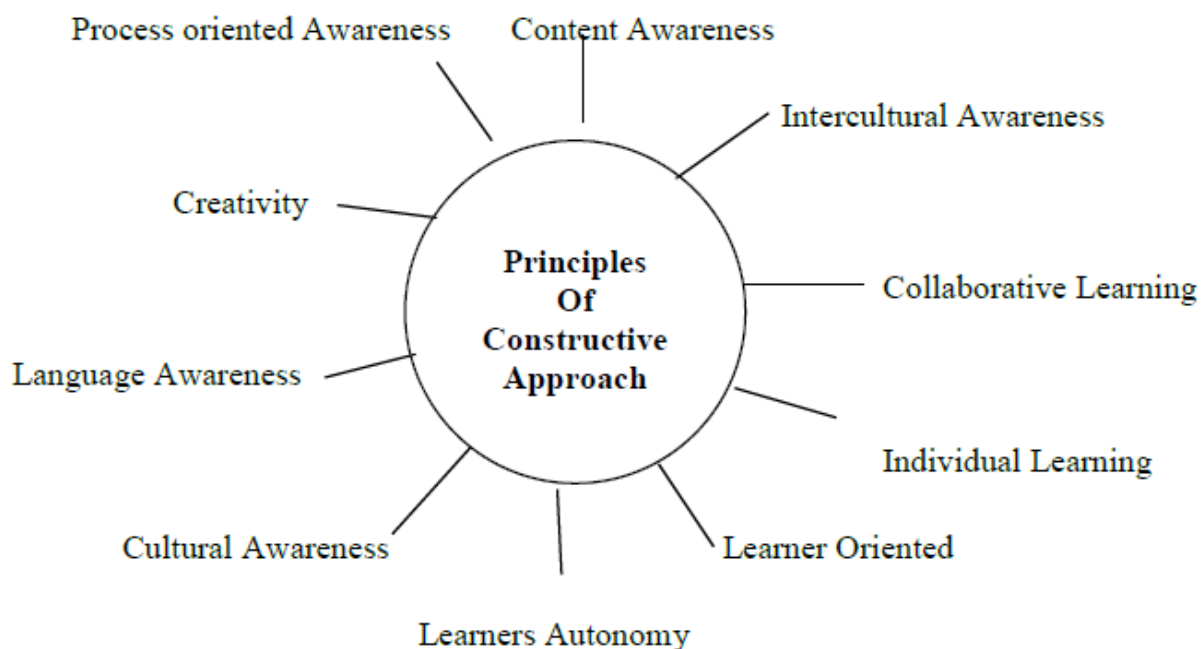 Process oriented Awareness
Content Awareness
Intercultural Awareness
Creativity
Principles
Of
Constructive
Approach
Collaborative Learning
Language Awareness
Individual Learning
Cultural Awareness
Learner Oriented
Learners Autonomy